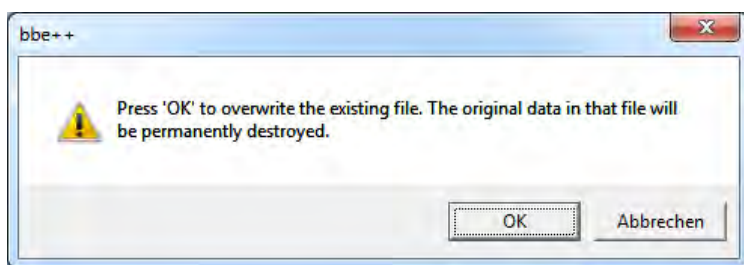 bbe++
Press 'OK' to overwrite the existing file. The original data in that file will
be permanently destroyed.
OK
Abbrechen